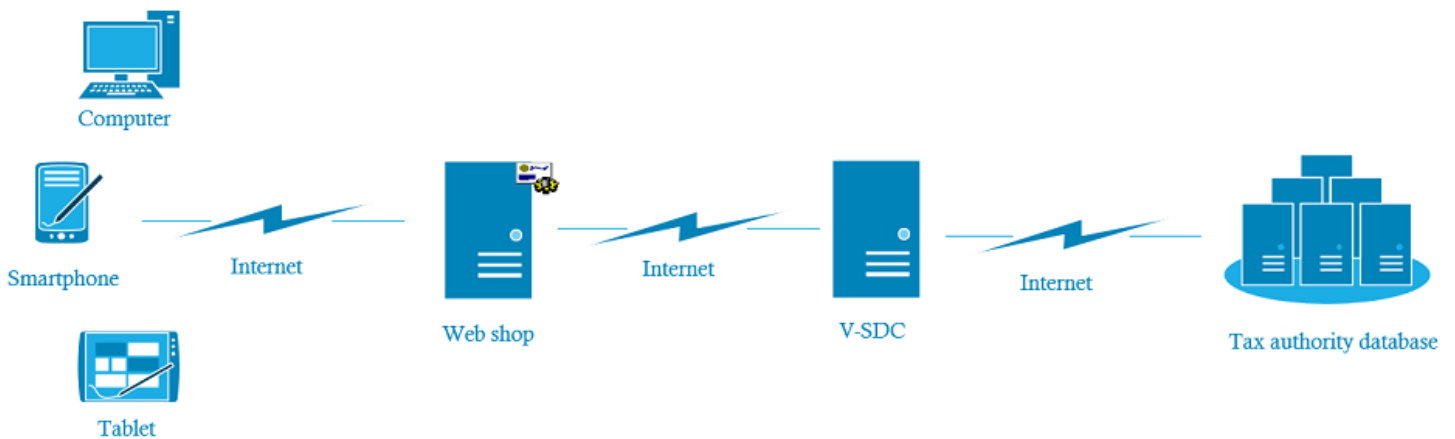 Computer
Smartphone
Internet
Tablet
Web shop
Internet
V-SDC
Internet
Tax authority database